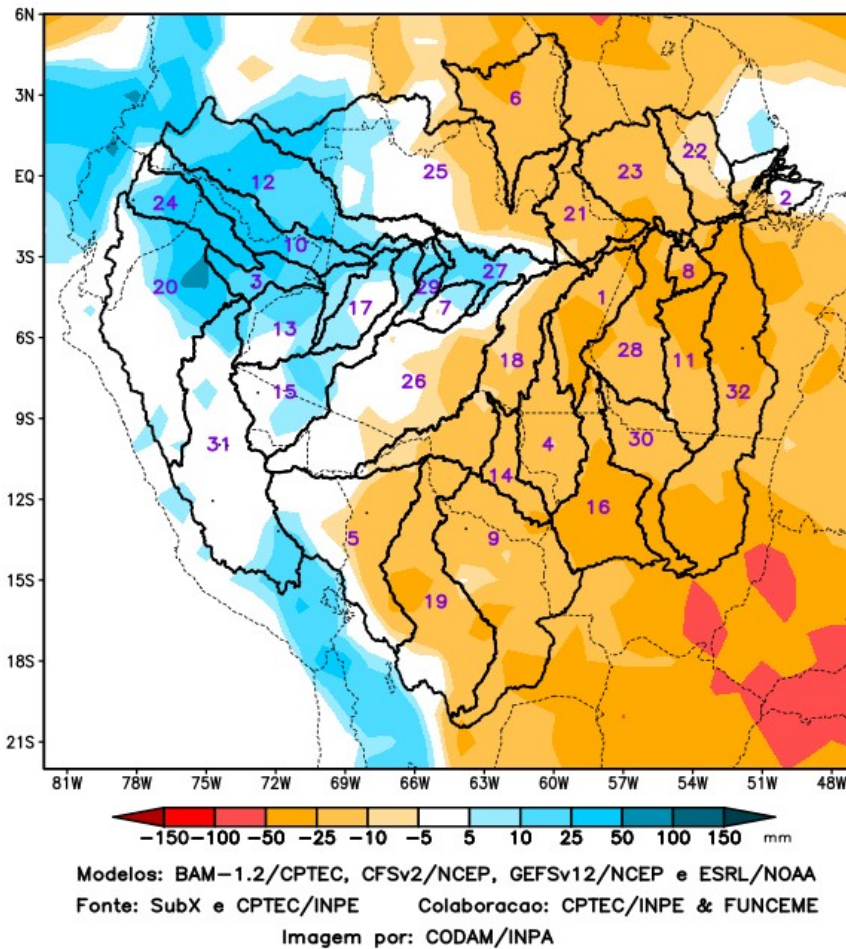 6N
3N
EQ
3S
6S
9S
12S
15S
18S
21S
6
25
12
23
22
2
24
21
10
27
8
20
3
29
1
17
7
13
28
18
11
15
26
32
31
4
30
14
16
5
9
19
81W 78W 75W 72W 69W 66W 63W 60W 57W 54W 51W 48W
-150 -100 -50 -25 -10 -5 5 10 25 50 100 150 mm
Modelos: BAM-1.2/CPTEC, CFSv2/NCEP, GEFSv12/NCEP e ESRL/NOAA
Fonte: SubX e CPTEC/INPE Colaboracao: CPTEC/INPE & FUNCEME
Imagem por: CODAM/INPA